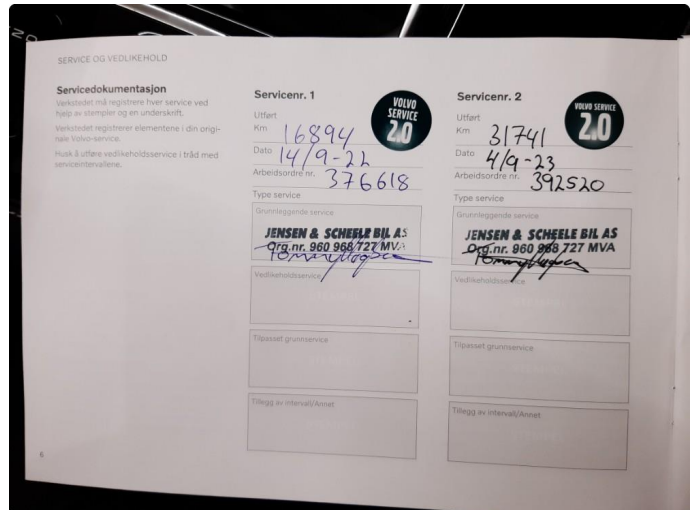 SERVICE OG VEDLIKEHOLD
Servicedokumentasjon
Verkstedet må registrere hver service ved
hjelp av stempler og en underskrift.
Verkstedet registrerer elementene i din origi-
nale Volvo-service.
Husk å utføre vedlikeholdsservice i tråd med
serviceintervallene.
Servicenr. 1
VOLVO
SERVICE
2.0
Utført
Km 16894
Dato 14/9-22
Arbeidsordre nr. 376618
Type service
Grunnleggende service
JENSEN & SCHEELE BIL AS
Org.nr. 960 968 727 MVA
Vedlikeholdsservice
Tilpasset grunnservice
Tillegg av intervall/Annet
Servicenr. 2
VOLVO SERVICE
2.0
Utført
Km 31741
Dato 4/9-23
Arbeidsordre nr. 392520
Type service
Grunnleggende service
JENSEN & SCHEELE BIL AS
Org.nr. 960 968 727 MVA
Vedlikeholdsservice
Tilpasset grunnservice
Tillegg av intervall/Annet
6